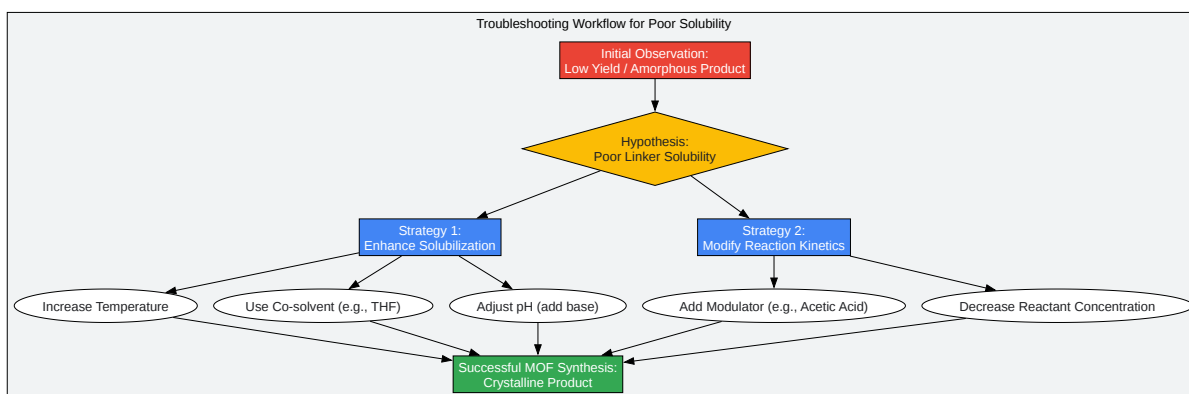 Troubleshooting Workflow for Poor Solubility
Initial Observation:
Low Yield / Amorphous Product
Hypothesis:
Poor Linker Solubility
Strategy 1:
Enhance Solubilization
Strategy 2:
Modify Reaction Kinetics
Increase Temperature
Use Co-solvent (e.g., THF)
Adjust pH (add base)
Add Modulator (e.g., Acetic Acid)
Decrease Reactant Concentration
Successful MOF Synthesis:
Crystalline Product